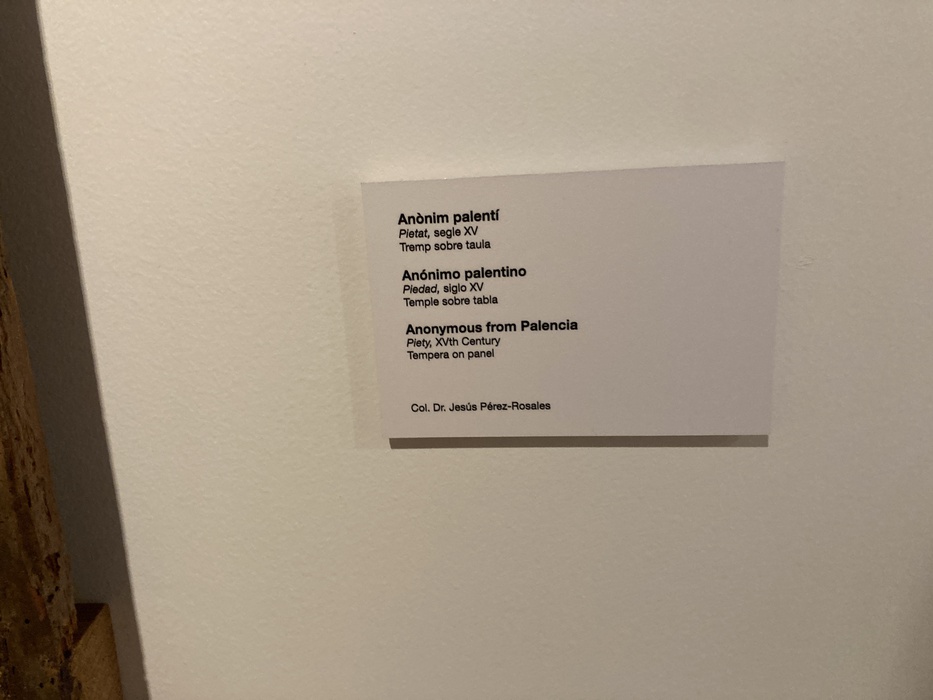 Anònim palentí
Pietat, segle XV
Tremp sobre taula
Anónimo palentino
Piedad, siglo XV
Temple sobre tabla
Anonymous from Palencia
Piety, XVth Century
Tempera on panel
Col. Dr. Jesús Pérez-Rosales